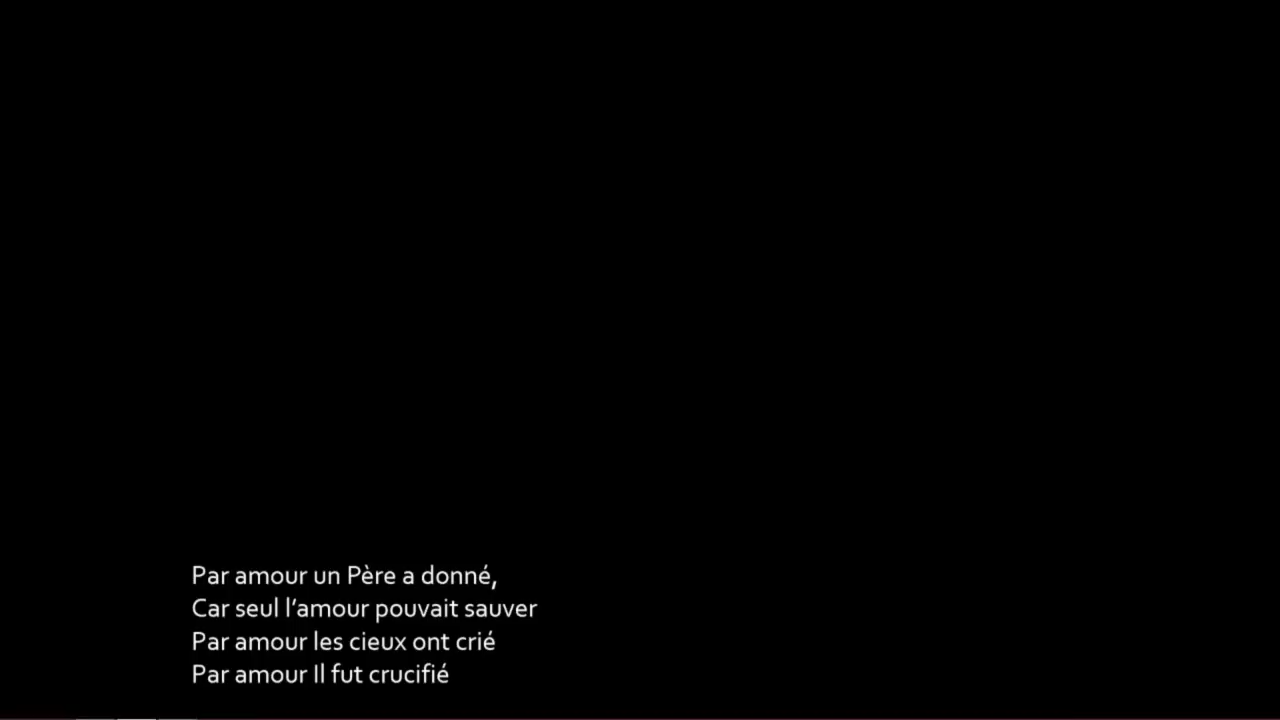 Par amour un Père a donné,
Car seul l’amour pouvait sauver
Par amour les cieux ont crié
Par amour Il fut crucifié